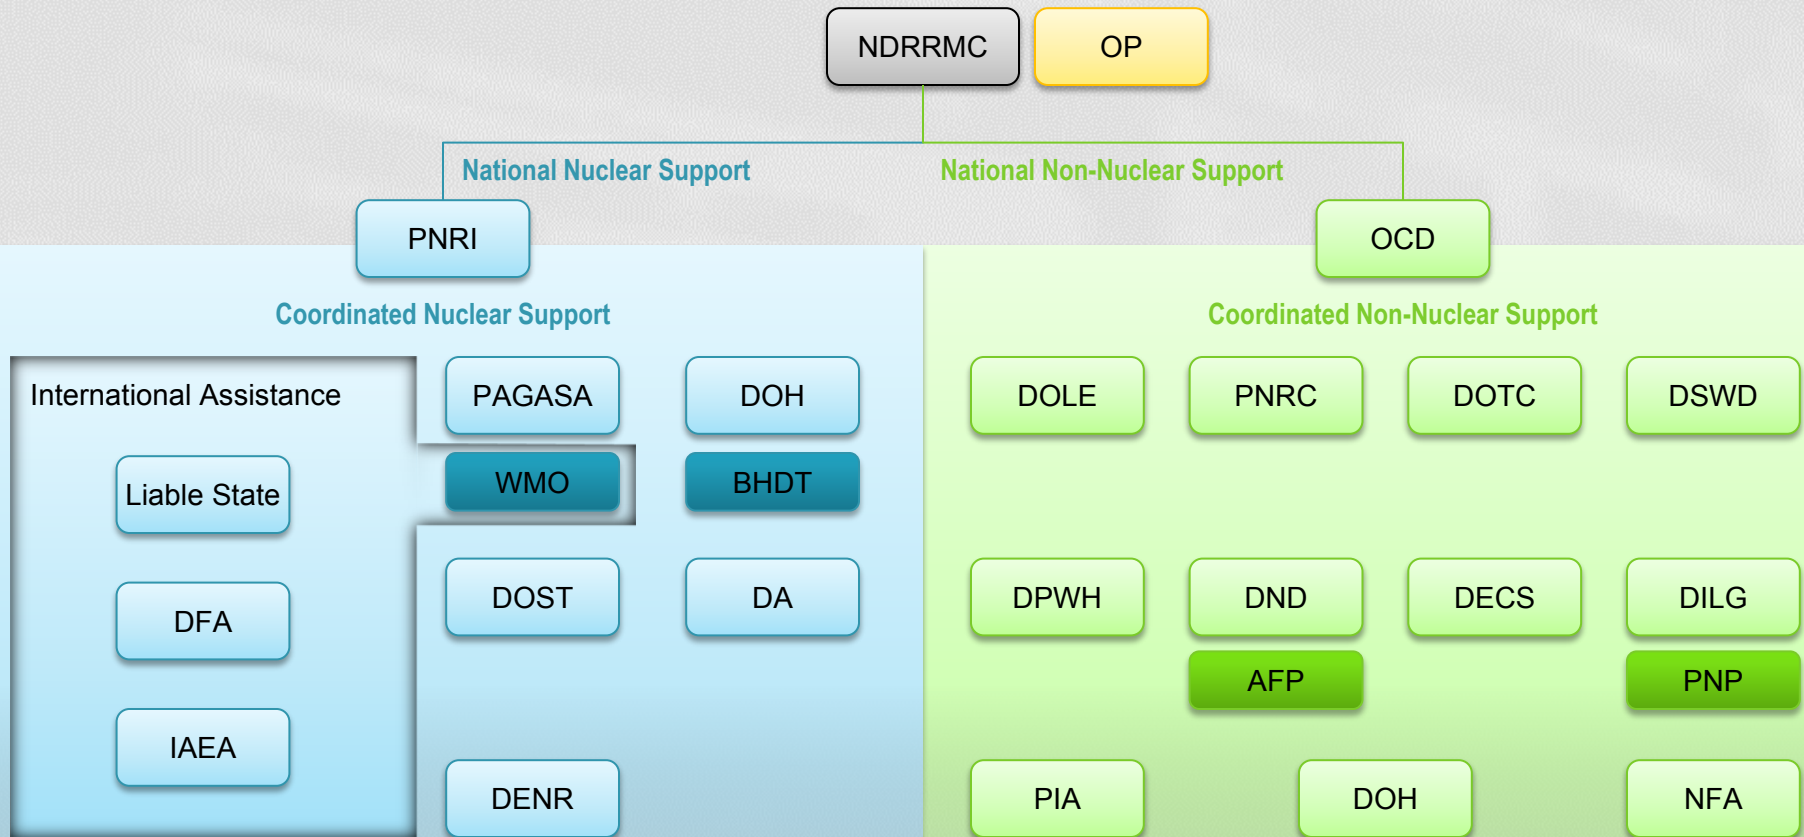 NDRRMC
OP
National Nuclear Support
National Non-Nuclear Support
PNRI
OCD
Coordinated Nuclear Support
Coordinated Non-Nuclear Support
International Assistance
Liable State
DFA
IAEA
PAGASA
DOH
WMO
BHDT
DOST
DA
DENR
DOLE
PNRC
DOTC
DSWD
DPWH
DND
DECS
DILG
AFP
PNP
PIA
DOH
NFA